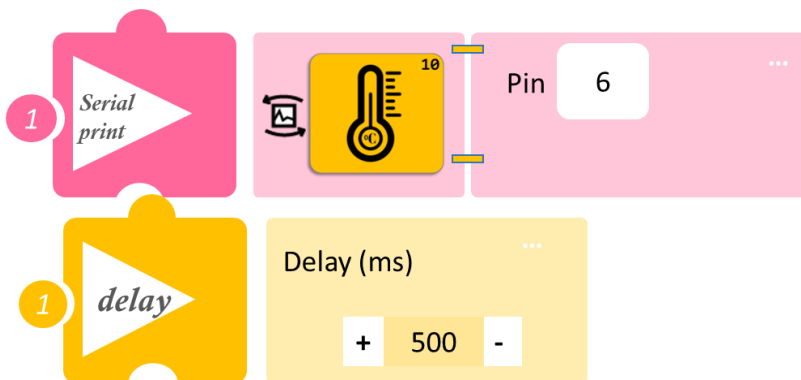 10
Pin 6
1
Serial
print
°C
Delay (ms)
1
delay
+ 500 -